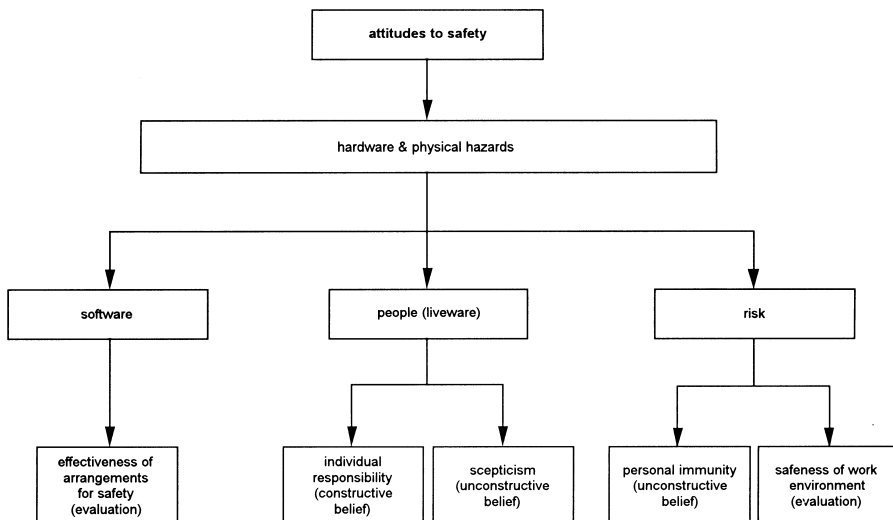 attitudes to safety
hardware & physical hazards
software
people (liveware)
risk
effectiveness of
arrangements
for safety
(evaluation)
individual
responsibility
(constructive
belief)
scepticism
(unconstructive
belief)
personal immunity
(unconstructive
belief)
safeness of work
environment
(evaluation)